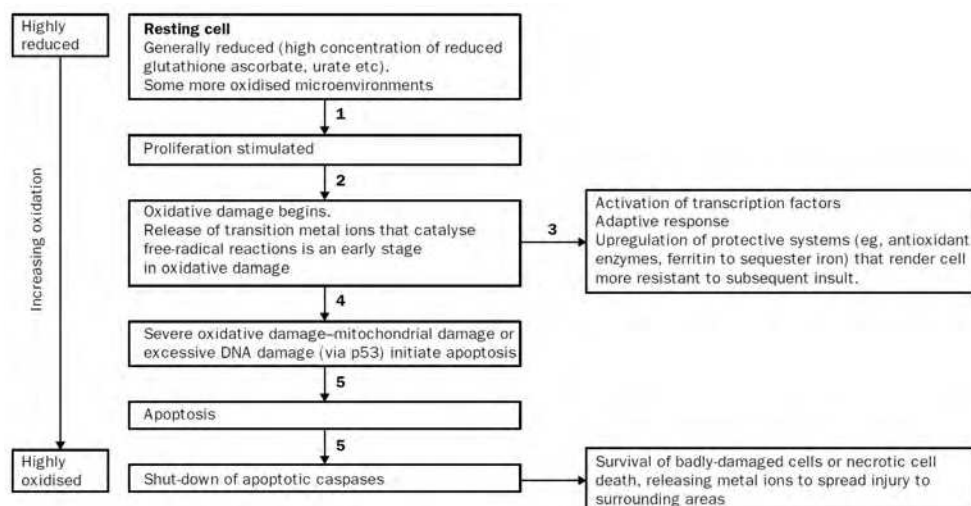 Highly
reduced
Increasing oxidation
Highly
oxidised
Resting cell
Generally reduced (high concentration of reduced
glutathione ascorbate, urate etc).
Some more oxidised microenvironments
1
Proliferation stimulated
2
Oxidative damage begins.
Release of transition metal ions that catalyse
free-radical reactions is an early stage
in oxidative damage
3
Activation of transcription factors
Adaptive response
Upregulation of protective systems (eg, antioxidant
enzymes, ferritin to sequester iron) that render cell
more resistant to subsequent insult.
4
Severe oxidative damage–mitochondrial damage or
excessive DNA damage (via p53) initiate apoptosis
5
Apoptosis
5
Shut-down of apoptotic caspases
Survival of badly-damaged cells or necrotic cell
death, releasing metal ions to spread injury to
surrounding areas